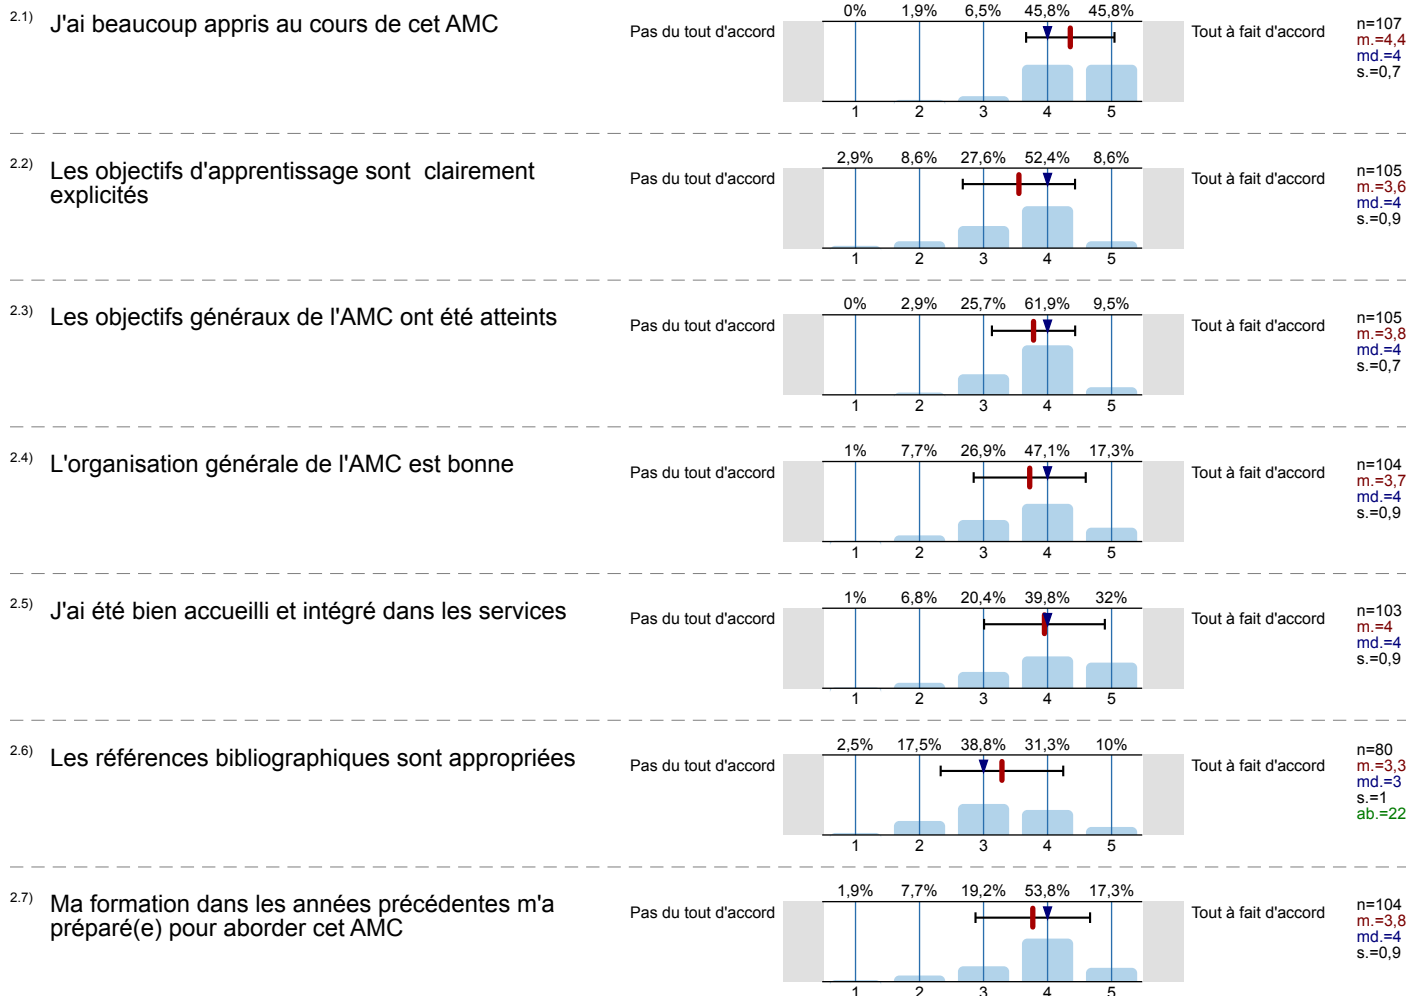 2.1) J'ai beaucoup appris au cours de cet AMC
Pas du tout d'accord
0% 1,9% 6,5% 45,8% 45,8%
1 2 3 4 5
Tout à fait d'accord
n=107
m.=4,4
md.=4
s.=0,7
2.2) Les objectifs d'apprentissage sont clairement
explicités
Pas du tout d'accord
2,9% 8,6% 27,6% 52,4% 8,6%
1 2 3 4 5
Tout à fait d'accord
n=105
m.=3,6
md.=4
s.=0,9
2.3) Les objectifs généraux de l'AMC ont été atteints
Pas du tout d'accord
0% 2,9% 25,7% 61,9% 9,5%
1 2 3 4 5
Tout à fait d'accord
n=105
m.=3,8
md.=4
s.=0,7
2.4) L'organisation générale de l'AMC est bonne
Pas du tout d'accord
1% 7,7% 26,9% 47,1% 17,3%
1 2 3 4 5
Tout à fait d'accord
n=104
m.=3,7
md.=4
s.=0,9
2.5) J'ai été bien accueilli et intégré dans les services
Pas du tout d'accord
1% 6,8% 20,4% 39,8% 32%
1 2 3 4 5
Tout à fait d'accord
n=103
m.=4
md.=4
s.=0,9
2.6) Les références bibliographiques sont appropriées
Pas du tout d'accord
2,5% 17,5% 38,8% 31,3% 10%
1 2 3 4 5
Tout à fait d'accord
n=80
m.=3,3
md.=3
s.=1
ab.=22
2.7) Ma formation dans les années précédentes m'a
préparé(e) pour aborder cet AMC
Pas du tout d'accord
1,9% 7,7% 19,2% 53,8% 17,3%
1 2 3 4 5
Tout à fait d'accord
n=104
m.=3,8
md.=4
s.=0,9